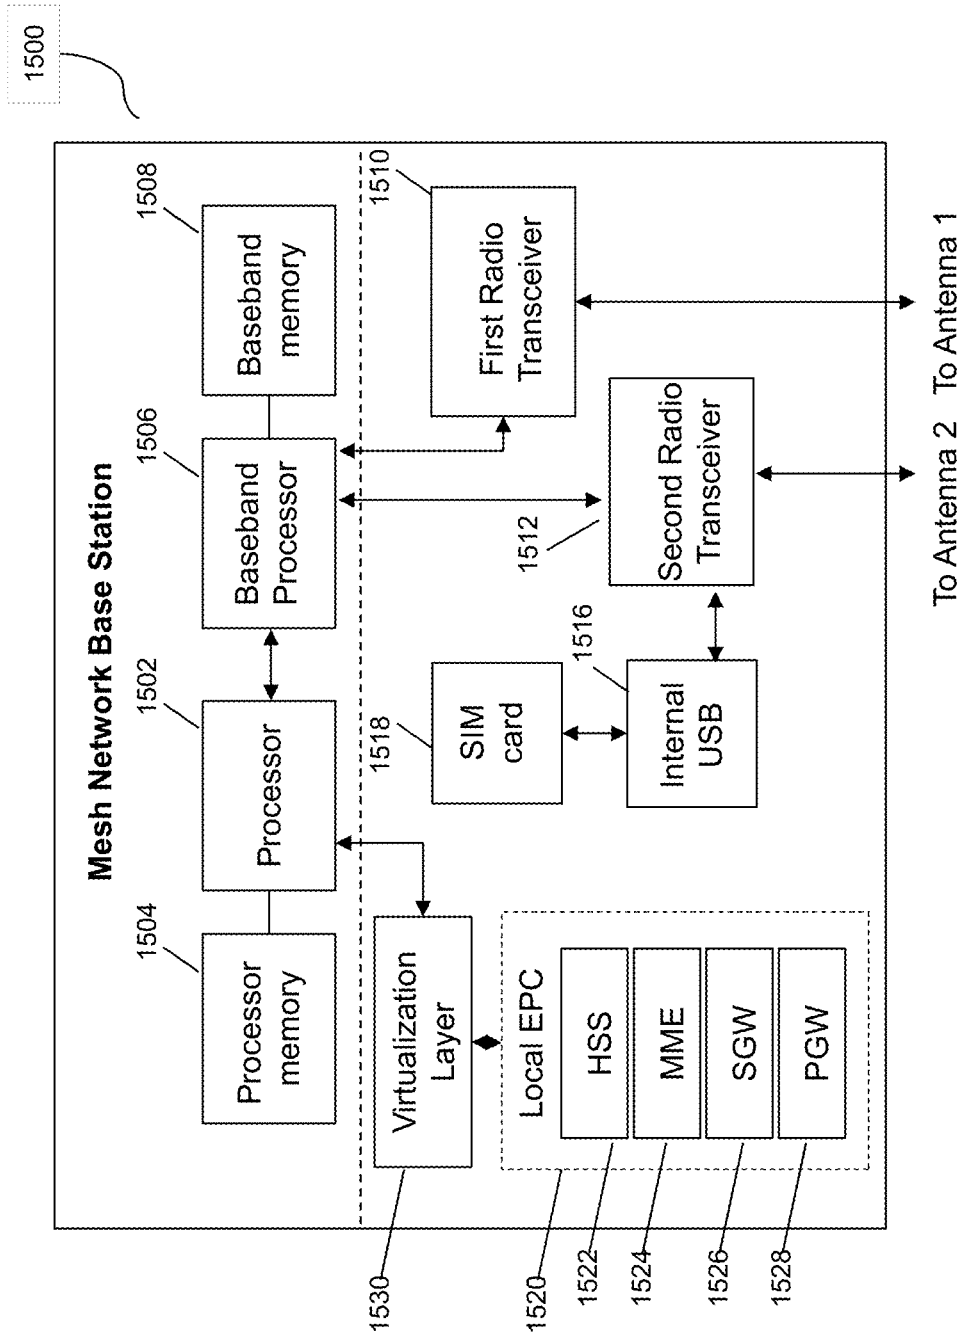 1500
Mesh Network Base Station
1504
1502
1506
1508
Processor
memory
Processor
Baseband
Processor
Baseband
memory
1530
Virtualization
Layer
1518
SIM
card
1510
First Radio
Transceiver
1520
Local EPC
1522
HSS
1524
MME
1526
SGW
1528
PGW
1516
Internal
USB
1512
Second Radio
Transceiver
To Antenna 2
To Antenna 1